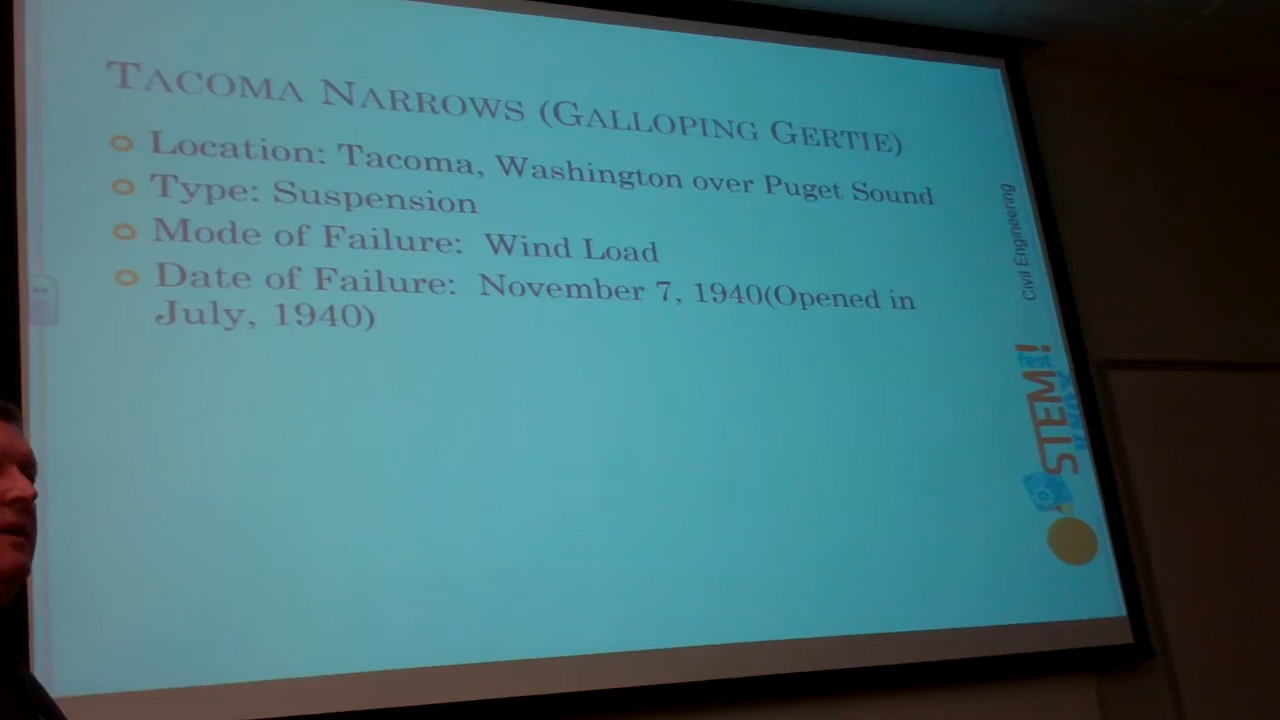 TACOMA NARROWS (GALLOPING GERTIE)
Location: Tacoma, Washington over Puget Sound
Type: Suspension
Mode of Failure: Wind Load
Date of Failure: November 7, 1940(Opened in
July, 1940)
Civil Engineering
STEM!
fest